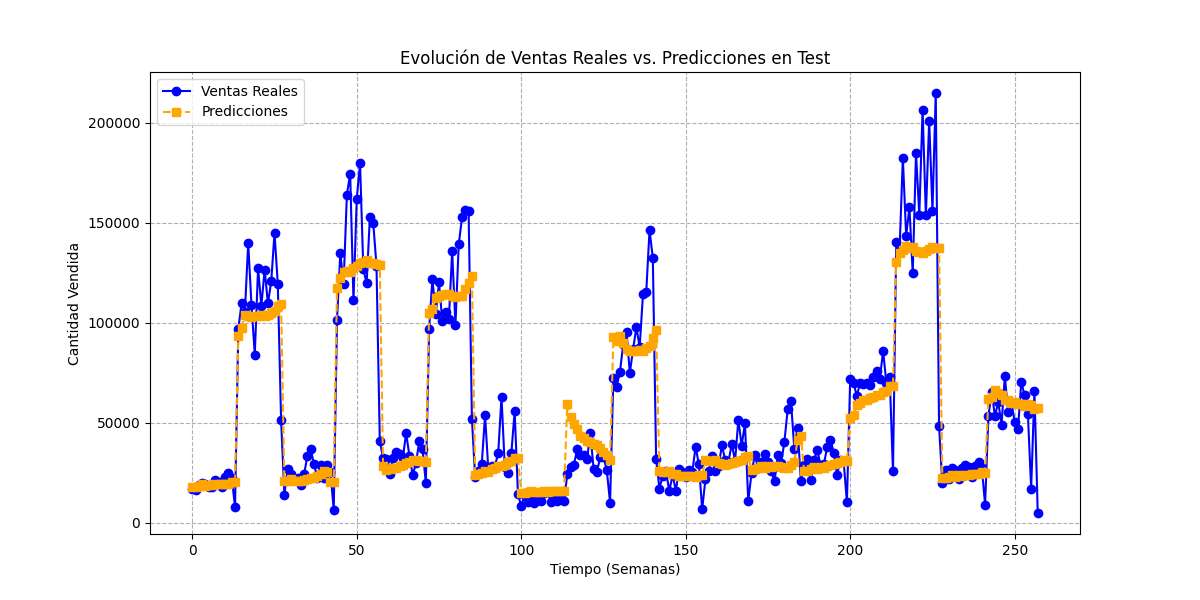 Evolución de Ventas Reales vs. Predicciones en Test
Ventas Reales
Predicciones
200000
150000
100000
50000
0
Cantidad Vendida
0 50 100 150 200 250
Tiempo (Semanas)